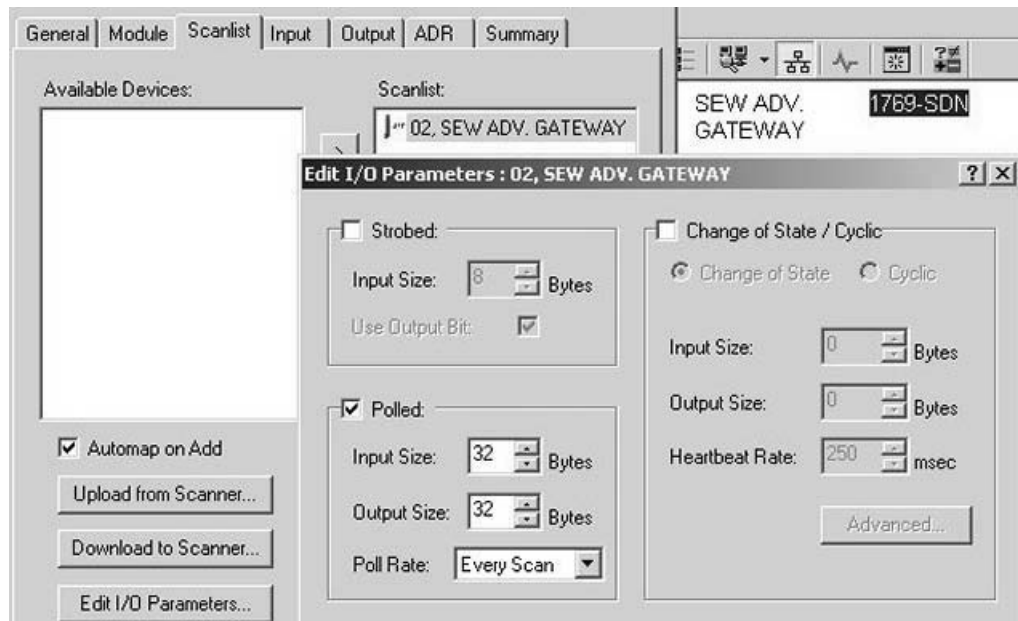 General Module Scanlist Input Output ADR Summary
Available Devices:
Scanlist:
02, SEW ADV. GATEWAY
SEW ADV. GATEWAY
1769-SDN
Edit I/O Parameters : 02, SEW ADV. GATEWAY
Strobed:
Input Size: 8 Bytes
Use Output Bit:
Polled:
Input Size: 32 Bytes
Output Size: 32 Bytes
Poll Rate: Every Scan
Change of State / Cyclic
Change of State Cyclic
Input Size: 0 Bytes
Output Size: 0 Bytes
Heartbeat Rate: 250 msec
Advanced...
Automap on Add
Upload from Scanner...
Download to Scanner...
Edit I/O Parameters...